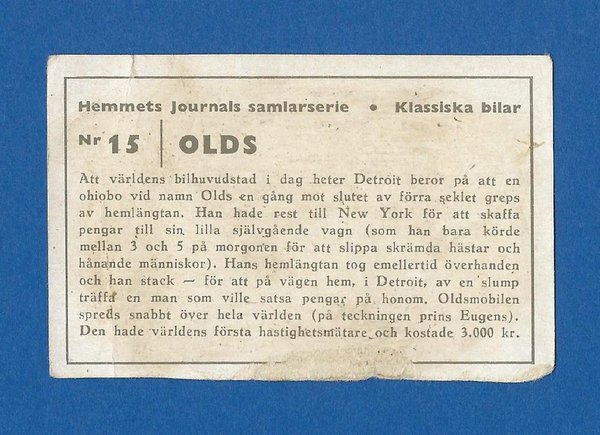 Hemmets Journals samlarserie • Klassiska bilar
Nr 15 | OLDS
Att världens bilhuvudstad i dag heter Detroit beror på att en
ohiobo vid namn Olds en gång mot slutet av förra seklet greps
av hemlängtan. Han hade rest till New York för att skaffa
pengar till sin lilla självgående vagn (som han bara körde
mellan 3 och 5 på morgonen för att slippa skrämda hästar och
hånande människor). Hans hemlängtan tog emellertid överhanden
och han stack — för att på vägen hem, i Detroit, av en slump
träffa en man som ville satsa pengar på honom. Oldsmobilen
spreds snabbt över hela världen (på teckningen prins Eugens).
Den hade världens första hastighetsmätare och kostade 3.000 kr.